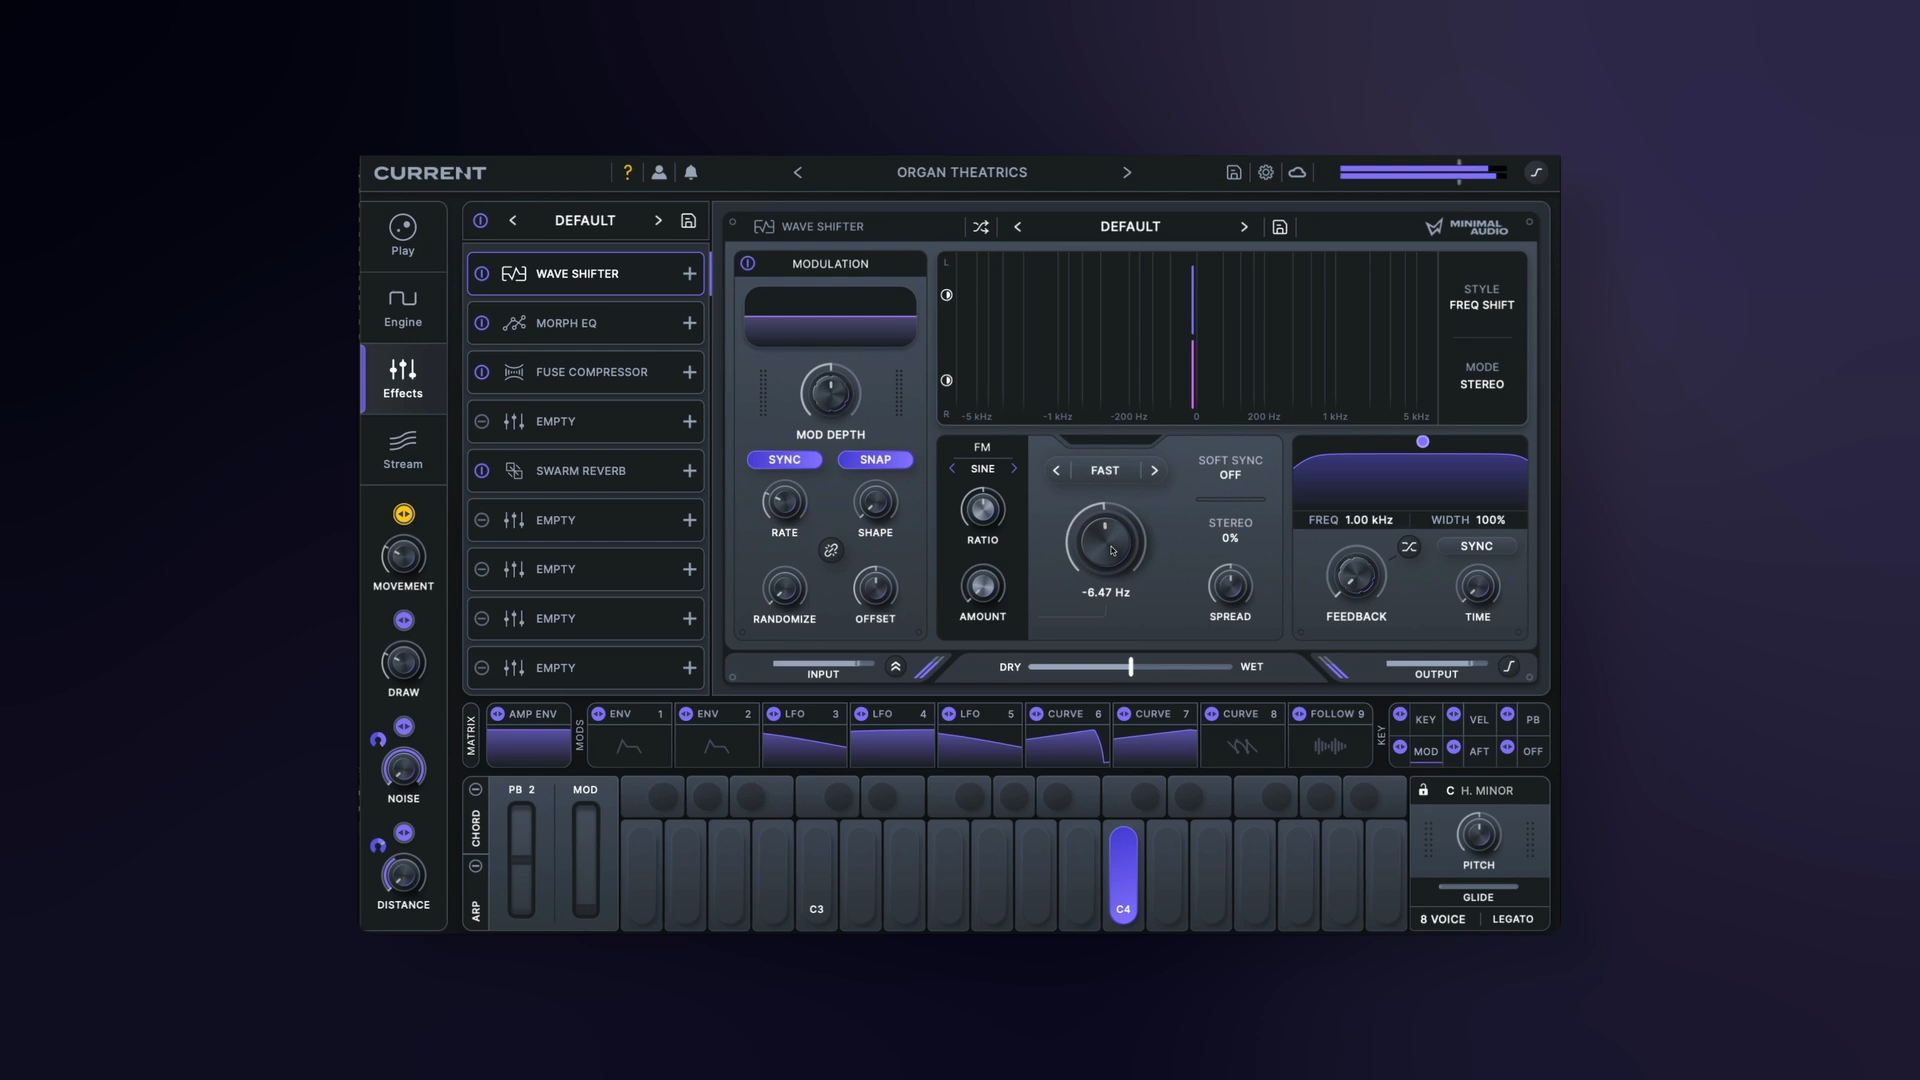 CURRENT
?
ORGAN THEATRICS
Play
Engine
Effects
Stream
MOVEMENT
DRAW
NOISE
DISTANCE
DEFAULT
WAVE SHIFTER
MORPH EQ
FUSE COMPRESSOR
EMPTY
SWARM REVERB
EMPTY
EMPTY
EMPTY
EMPTY
WAVE SHIFTER
DEFAULT
MINIMAL AUDIO
MODULATION
MOD DEPTH
SYNC SNAP
RATE SHAPE
RANDOMIZE OFFSET
L
R
-5 kHz -1 kHz -200 Hz 0 200 Hz 1 kHz 5 kHz
STYLE
FREQ SHIFT
MODE
STEREO
FM
SINE
RATIO
AMOUNT
FAST
-6.47 Hz
SOFT SYNC
OFF
STEREO
0%
SPREAD
FREQ 1.00 kHz WIDTH 100%
SYNC
FEEDBACK TIME
INPUT
DRY WET
OUTPUT
MATRIX
AMP ENV
MODS
ENV 1
ENV 2
LFO 3
LFO 4
LFO 5
CURVE 6
CURVE 7
CURVE 8
FOLLOW 9
KEY
KEY VEL PB
MOD AFT OFF
CHORD
ARP
PB 2 MOD
C3
C4
C H. MINOR
PITCH
GLIDE
8 VOICE LEGATO